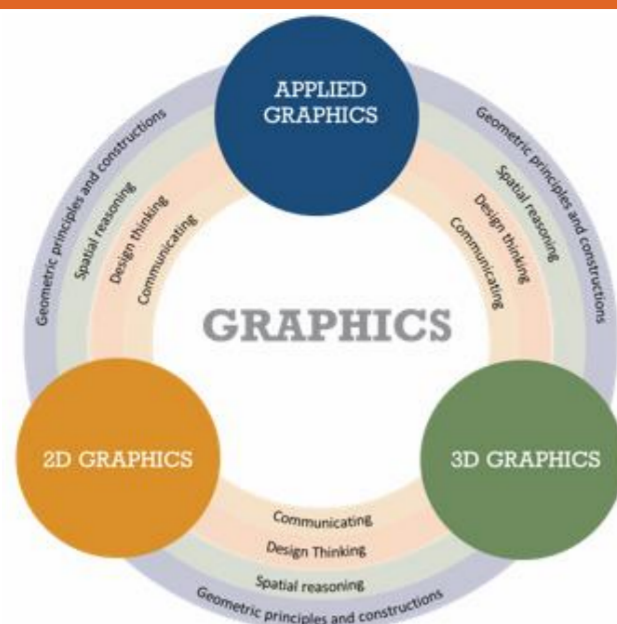 APPLIED
GRAPHICS
Geometric principles and constructions
Spatial reasoning
Design thinking
Communicating
Geometric principles and constructions
Spatial reasoning
Design thinking
Communicating
GRAPHICS
2D GRAPHICS
3D GRAPHICS
Communicating
Design Thinking
Spatial reasoning
Geometric principles and constructions